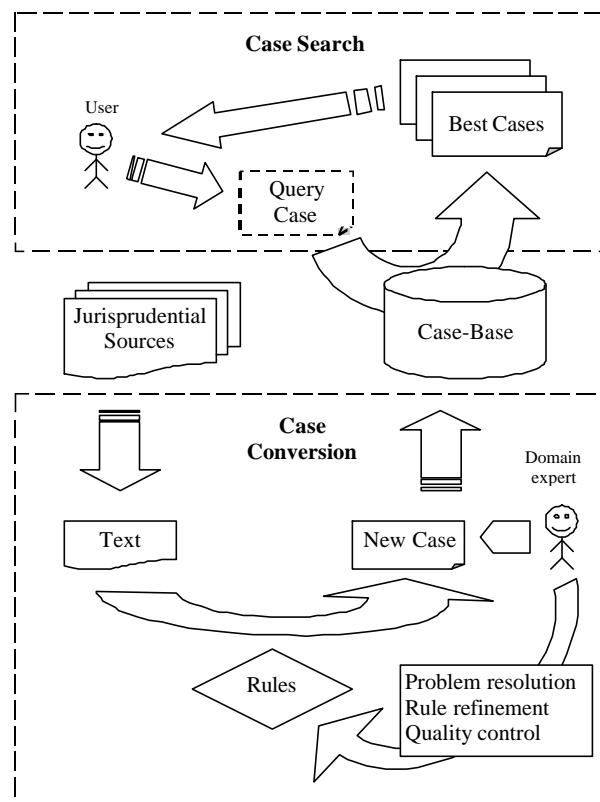 Case Search
User
Best Cases
Query
Case
Jurisprudential
Sources
Case-Base
Case
Conversion
Domain
expert
Text
New Case
Rules
Problem resolution
Rule refinement
Quality control